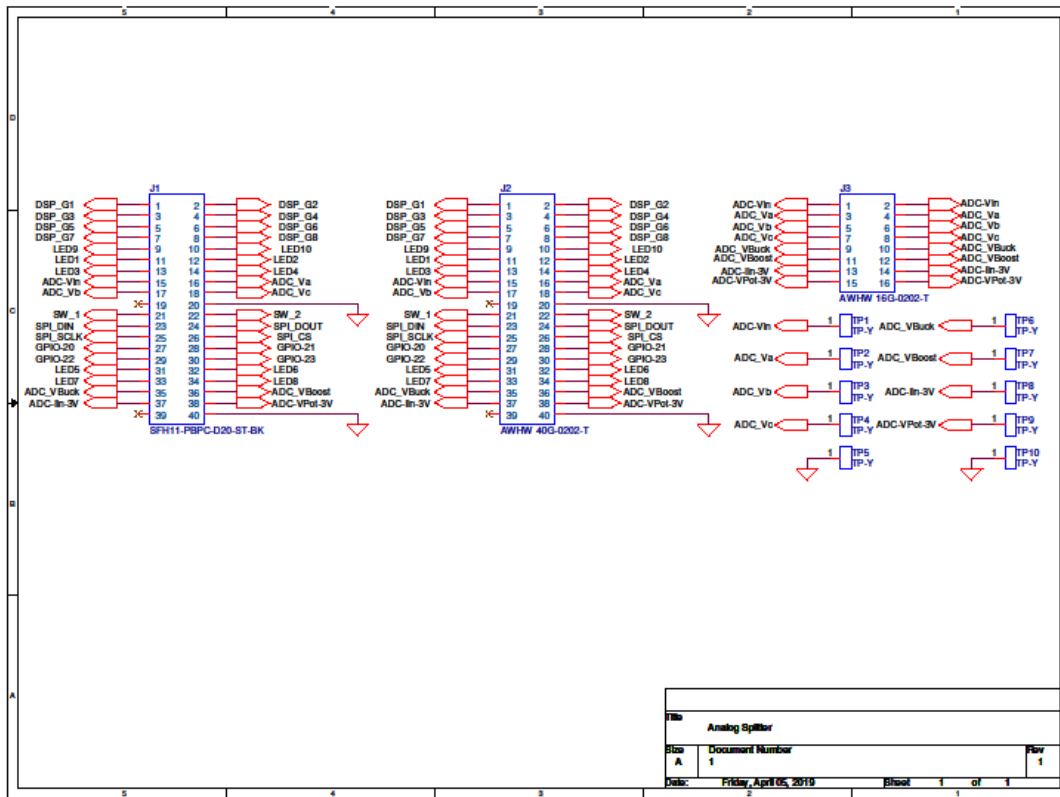 5 4 3 2 1
D
C
B
A
J1
DSP_G1 1 2 DSP_G2
DSP_G3 3 4 DSP_G4
DSP_G5 5 6 DSP_G6
DSP_G7 7 8 DSP_G8
LED9 9 10 LED10
LED1 11 12 LED2
LED3 13 14 LED4
ADC-Vin 15 16 ADC_Va
ADC_Vb 17 18 ADC_Vc
19 20
SW_1 21 22 SW_2
SPI_DIN 23 24 SPI_DOUT
SPI_SCLK 25 26 SPI_CS
GPIO-20 27 28 GPIO-21
GPIO-22 29 30 GPIO-23
LED5 31 32 LED6
LED7 33 34 LED8
ADC_VBuck 35 36 ADC_VBoost
ADC-Iin-3V 37 38 ADC-VPot-3V
39 40
SFH11-PBPC-D20-ST-BK
J2
DSP_G1 1 2 DSP_G2
DSP_G3 3 4 DSP_G4
DSP_G5 5 6 DSP_G6
DSP_G7 7 8 DSP_G8
LED9 9 10 LED10
LED1 11 12 LED2
LED3 13 14 LED4
ADC-Vin 15 16 ADC_Va
ADC_Vb 17 18 ADC_Vc
19 20
SW_1 21 22 SW_2
SPI_DIN 23 24 SPI_DOUT
SPI_SCLK 25 26 SPI_CS
GPIO-20 27 28 GPIO-21
GPIO-22 29 30 GPIO-23
LED5 31 32 LED6
LED7 33 34 LED8
ADC_VBuck 35 36 ADC_VBoost
ADC-Iin-3V 37 38 ADC-VPot-3V
39 40
AWHW 40G-0202-T
J3
ADC-Vin 1 2 ADC-Vin
ADC_Va 3 4 ADC_Va
ADC_Vb 5 6 ADC_Vb
ADC_Vc 7 8 ADC_Vc
ADC_VBuck 9 10 ADC_VBuck
ADC_VBoost 11 12 ADC_VBoost
ADC-Iin-3V 13 14 ADC-Iin-3V
ADC-VPot-3V 15 16 ADC-VPot-3V
AWHW 16G-0202-T
ADC-Vin 1 TP1 TP-Y
ADC_VBuck 1 TP6 TP-Y
ADC_Va 1 TP2 TP-Y
ADC_VBoost 1 TP7 TP-Y
ADC_Vb 1 TP3 TP-Y
ADC-Iin-3V 1 TP8 TP-Y
ADC_Vc 1 TP4 TP-Y
ADC-VPot-3V 1 TP9 TP-Y
1 TP5 TP-Y
1 TP10 TP-Y
Title
Analog Splitter
Size Document Number Rev
A 1 1
Date: Friday, April 05, 2019 Sheet 1 of 1
5 4 3 2 1